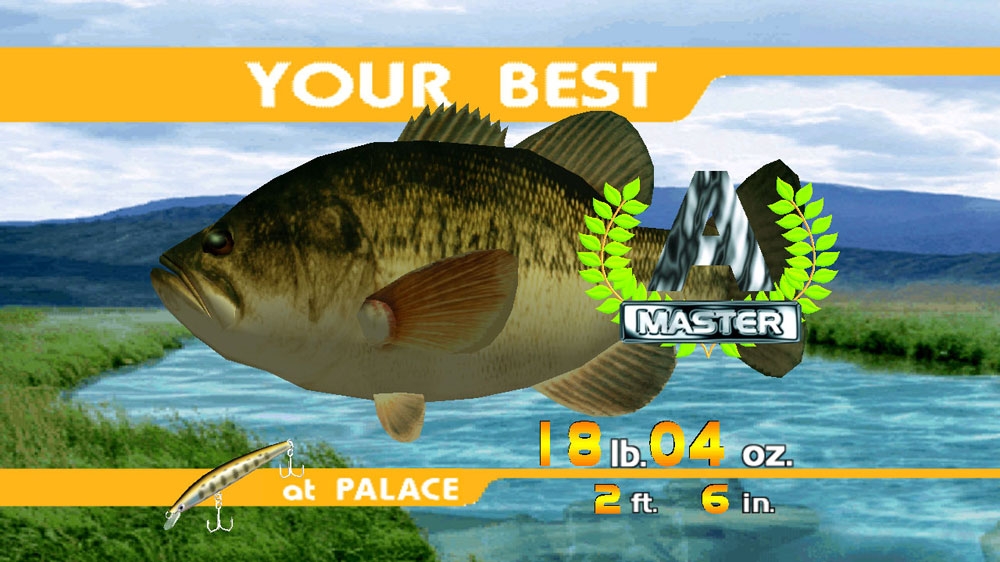 YOUR BEST
A
MASTER
18 lb. 04 oz.
at PALACE
2 ft. 6 in.